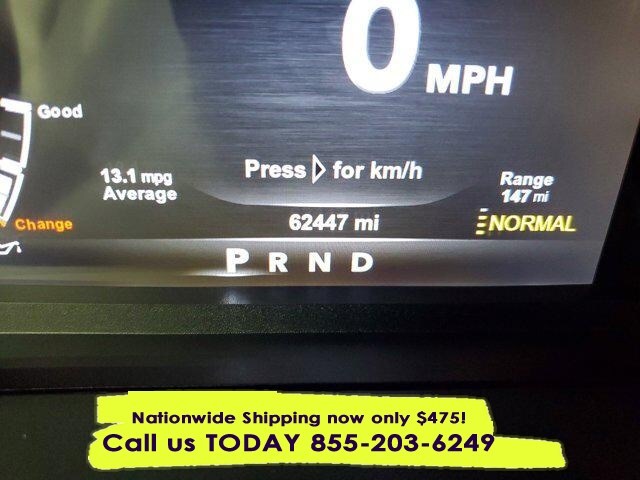 0 MPH
Good
Press ▷ for km/h
13.1 mpg
Average
Range
147 mi
Change
62447 mi
NORMAL
P R N D
Nationwide Shipping now only $475!
Call us TODAY 855-203-6249